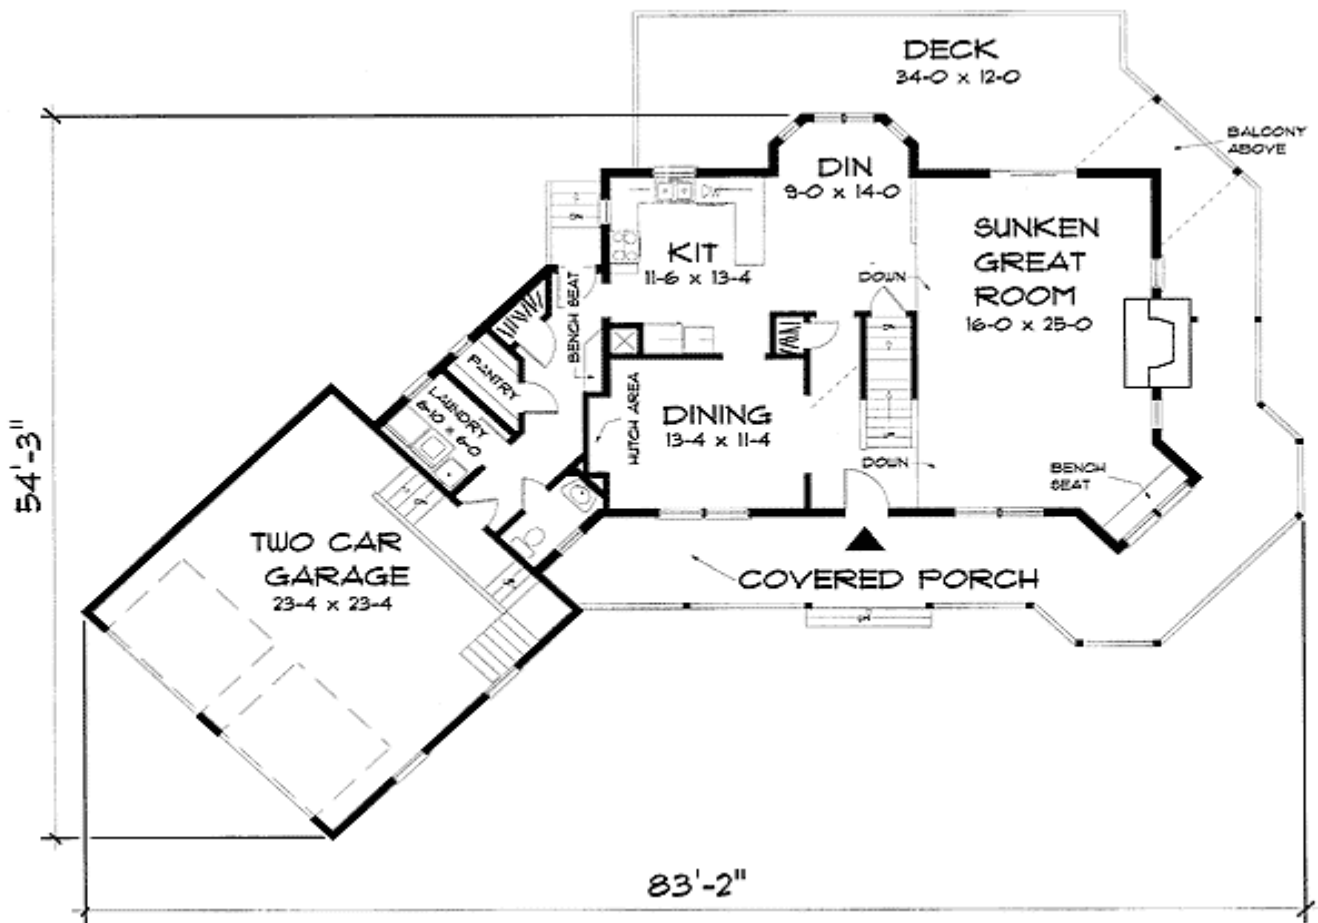 DECK
34-0 x 12-0
BALCONY
ABOVE
DIN
9-0 x 14-0
DW
SUNKEN
GREAT
ROOM
16-0 x 25-0
KIT
11-6 x 13-4
DOWN
BENCH SEAT
PANTRY
LAUNDRY
6-10 x 6-0
HUTCH AREA
DINING
13-4 x 11-4
DOWN
BENCH
SEAT
54'-3"
TWO CAR
GARAGE
23-4 x 23-4
COVERED PORCH
83'-2"